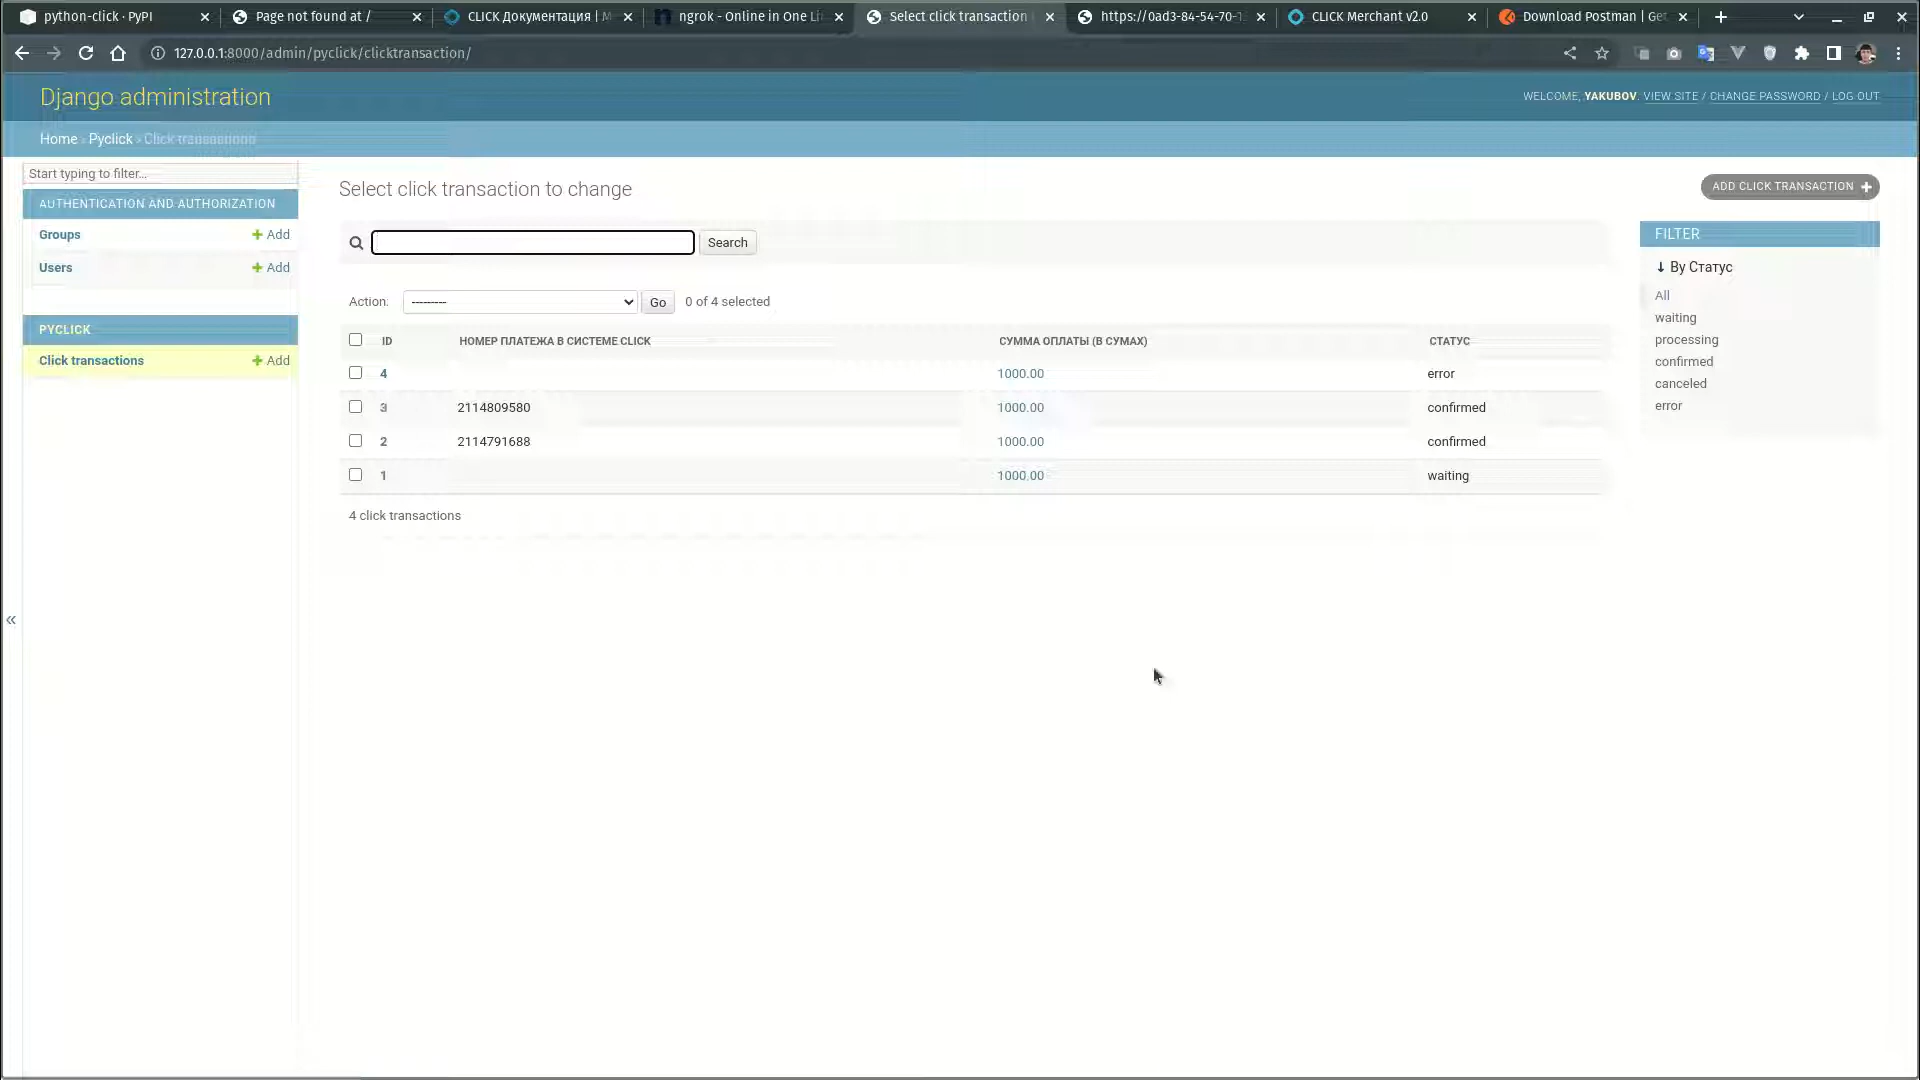 python-click · PyPI
Page not found at /
CLICK Документация | M
ngrok - Online in One Li
Select click transaction
https://0ad3-84-54-70-
CLICK Merchant v2.0
Download Postman | Get
127.0.0.1:8000/admin/pyclick/clicktransaction/
Django administration
WELCOME, YAKUBOV. VIEW SITE / CHANGE PASSWORD / LOG OUT
Home › Pyclick › Click transactions
Start typing to filter...
AUTHENTICATION AND AUTHORIZATION
Groups + Add
Users + Add
PYCLICK
Click transactions + Add
«
Select click transaction to change
ADD CLICK TRANSACTION +
Search
Action: --------- Go 0 of 4 selected
ID НОМЕР ПЛАТЕЖА В СИСТЕМЕ CLICK СУММА ОПЛАТЫ (В СУМАХ) СТАТУС
4 1000.00 error
3 2114809580 1000.00 confirmed
2 2114791688 1000.00 confirmed
1 1000.00 waiting
4 click transactions
FILTER
↓ By Статус
All
waiting
processing
confirmed
canceled
error